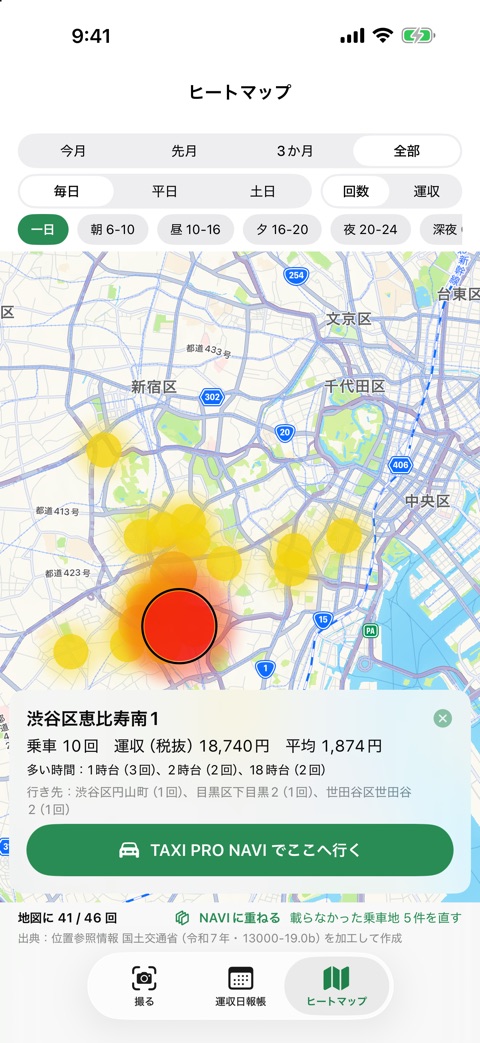 9:41
ヒートマップ
今月 先月 3か月 全部
毎日 平日 土日 回数 運収
一日 朝 6-10 昼 10-16 夕 16-20 夜 20-24 深夜
254
新幹線
台東区
区
文京区
都道433号
新宿区
302
千代田区
20
406
中央区
都道413号
都道423号
15
PA
1
渋谷区恵比寿南1
乗車 10回 運収（税抜）18,740円 平均 1,874円
多い時間：1時台（3回）、2時台（2回）、18時台（2回）
行き先：渋谷区円山町（1回）、目黒区下目黒2（1回）、世田谷区世田谷
2（1回）
TAXI PRO NAVI でここへ行く
地図に 41 / 46 回 NAVIに重ねる 載らなかった乗車地 5件を直す
出典：位置参照情報 国土交通省（令和7年・13000-19.0b）を加工して作成
撮る 運収日報帳 ヒートマップ